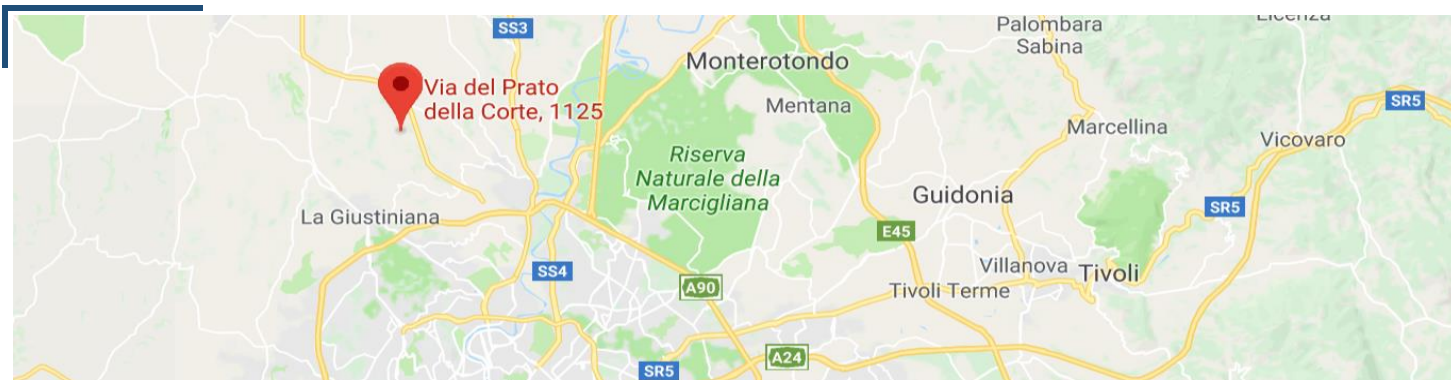 SS3
Palombara
Sabina
Licenza
Monterotondo
Via del Prato
della Corte, 1125
Mentana
SR5
Marcellina
Vicovaro
Riserva
Naturale della
Marcigliana
Guidonia
La Giustiniana
SR5
E45
SS4
Villanova
Tivoli
A90
Tivoli Terme
A24
SR5